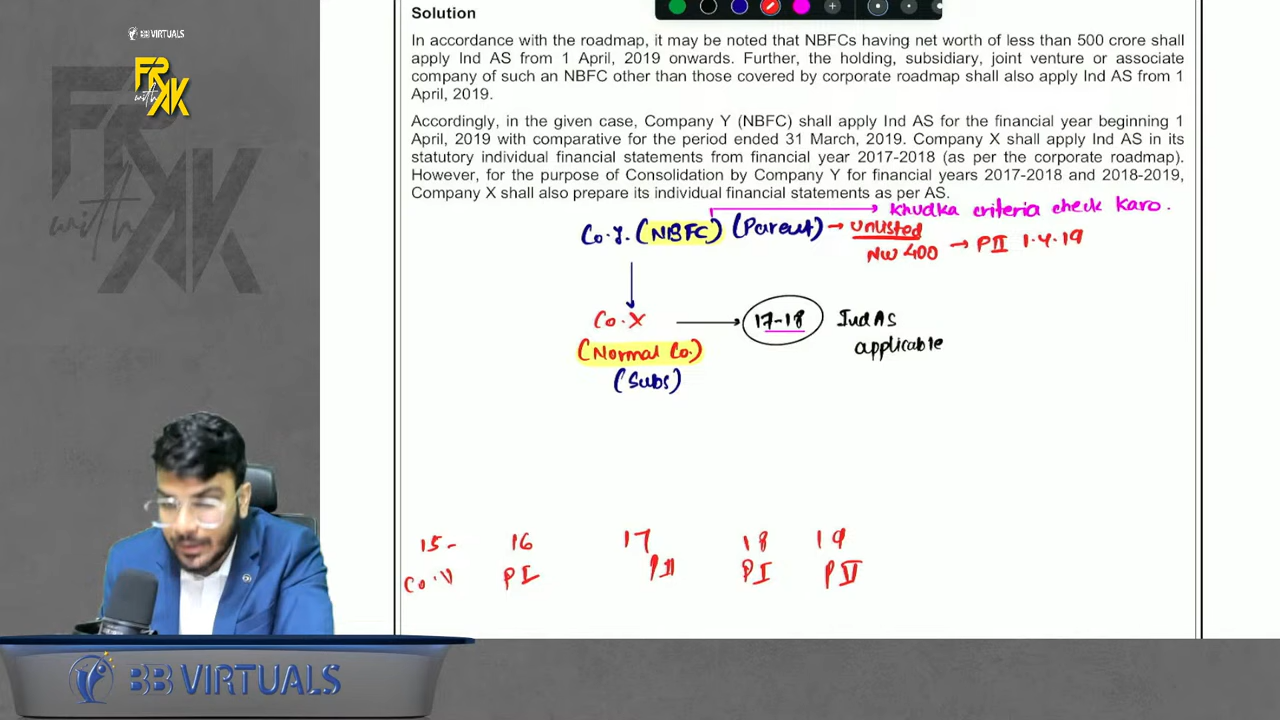 Solution
BB VIRTUALS
FR
with
AK
In accordance with the roadmap, it may be noted that NBFCs having net worth of less than 500 crore shall
apply Ind AS from 1 April, 2019 onwards. Further, the holding, subsidiary, joint venture or associate
company of such an NBFC other than those covered by corporate roadmap shall also apply Ind AS from 1
April, 2019.
Accordingly, in the given case, Company Y (NBFC) shall apply Ind AS for the financial year beginning 1
April, 2019 with comparative for the period ended 31 March, 2019. Company X shall apply Ind AS in its
statutory individual financial statements from financial year 2017-2018 (as per the corporate roadmap).
However, for the purpose of Consolidation by Company Y for financial years 2017-2018 and 2018-2019,
Company X shall also prepare its individual financial statements as per AS.
Khudka criteria check karo.
Co. Y. (NBFC) (Parent) → unlisted
NW 400 → PII 1.4.19
Co. X → 17-18 Ind AS
applicable
(Normal Co.)
(Subs)
15- 16 17 18 19
Co. V PI PII PI PII
BB VIRTUALS